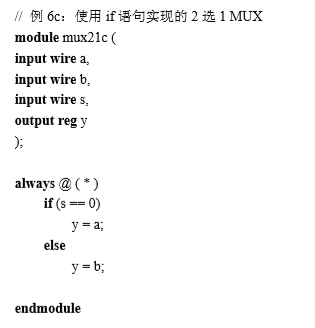 // 例 6c：使用 if 语句实现的 2 选 1 MUX
module mux21c (
input wire a,
input wire b,
input wire s,
output reg y
);
always @ ( * )
if (s == 0)
y = a;
else
y = b;
endmodule